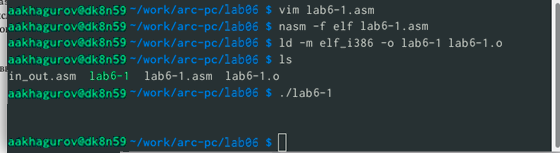 aakhagurov@dk8n59 ~/work/arc-pc/lab06 $ vim lab6-1.asm
aakhagurov@dk8n59 ~/work/arc-pc/lab06 $ nasm -f elf lab6-1.asm
aakhagurov@dk8n59 ~/work/arc-pc/lab06 $ ld -m elf_i386 -o lab6-1 lab6-1.o
aakhagurov@dk8n59 ~/work/arc-pc/lab06 $ ls
in_out.asm lab6-1 lab6-1.asm lab6-1.o
aakhagurov@dk8n59 ~/work/arc-pc/lab06 $ ./lab6-1
aakhagurov@dk8n59 ~/work/arc-pc/lab06 $